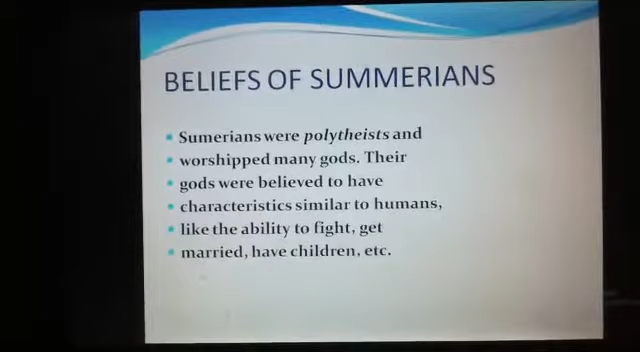 BELIEFS OF SUMMERIANS
• Sumerians were polytheists and
• worshipped many gods. Their
• gods were believed to have
• characteristics similar to humans,
• like the ability to fight, get
• married, have children, etc.